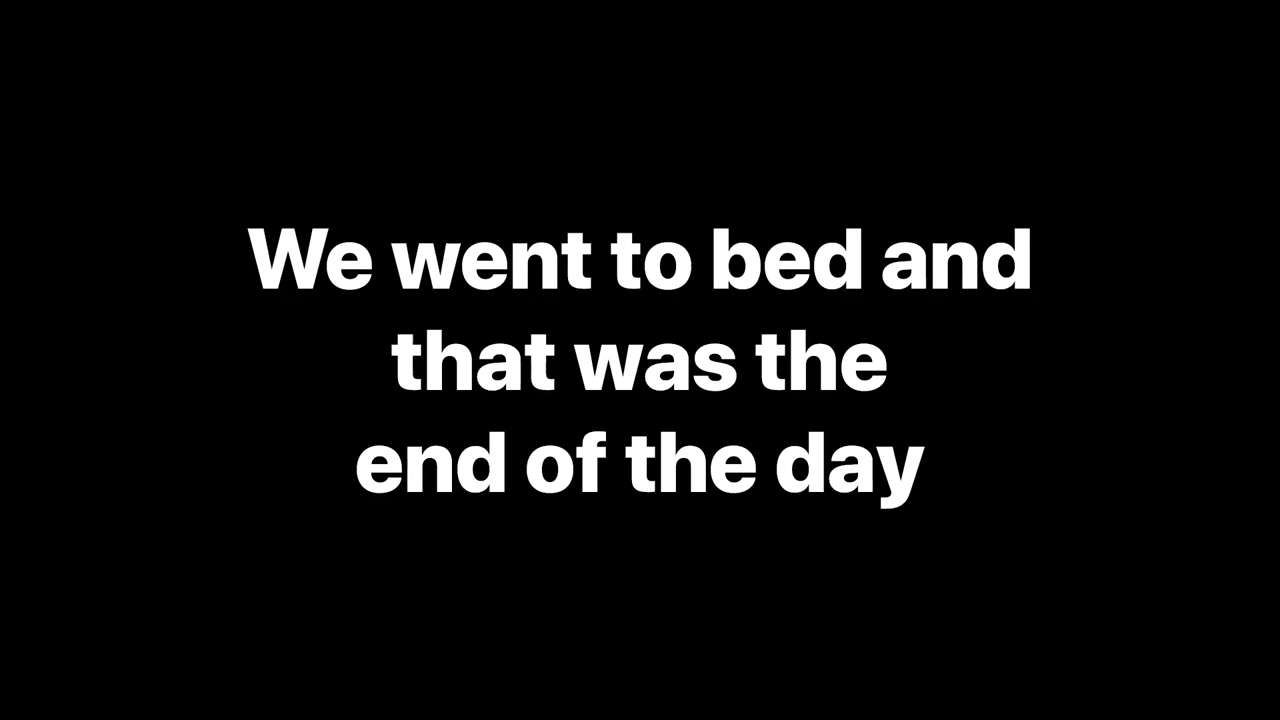 We went to bed and
that was the
end of the day